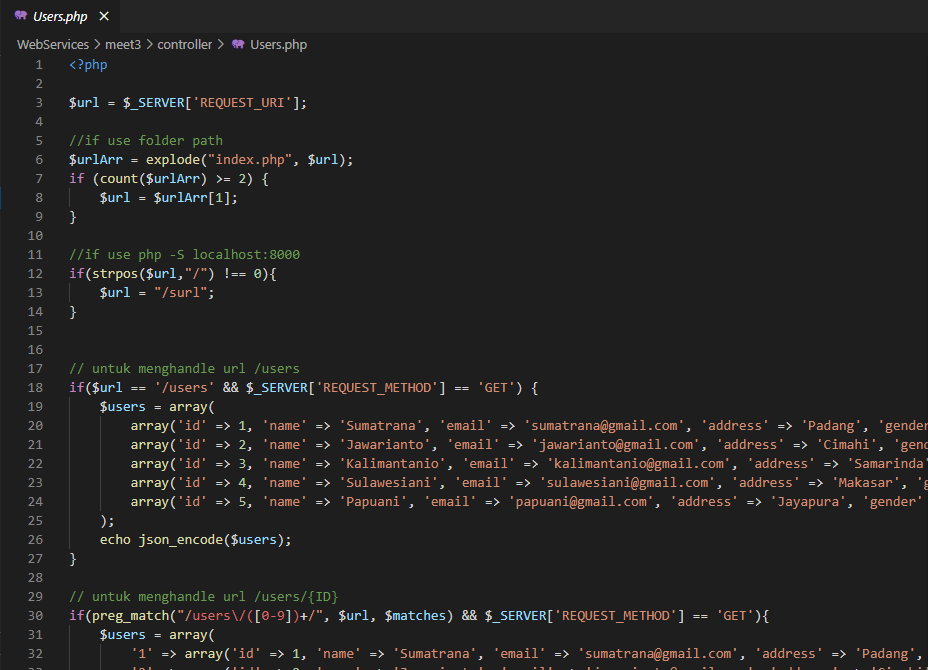 Users.php
WebServices > meet3 > controller > Users.php
1 <?php
2
3 $url = $_SERVER['REQUEST_URI'];
4
5 //if use folder path
6 $urlArr = explode("index.php", $url);
7 if (count($urlArr) >= 2) {
8     $url = $urlArr[1];
9 }
10
11 //if use php -S localhost:8000
12 if(strpos($url,"/") !== 0){
13     $url = "/surl";
14 }
15
16
17 // untuk menghandle url /users
18 if($url == '/users' && $_SERVER['REQUEST_METHOD'] == 'GET') {
19     $users = array(
20         array('id' => 1, 'name' => 'Sumatrana', 'email' => 'sumatrana@gmail.com', 'address' => 'Padang', 'gender
21         array('id' => 2, 'name' => 'Jawarianto', 'email' => 'jawarianto@gmail.com', 'address' => 'Cimahi', 'gend
22         array('id' => 3, 'name' => 'Kalimantanio', 'email' => 'kalimantanio@gmail.com', 'address' => 'Samarinda'
23         array('id' => 4, 'name' => 'Sulawesiani', 'email' => 'sulawesiani@gmail.com', 'address' => 'Makasar', 'g
24         array('id' => 5, 'name' => 'Papuani', 'email' => 'papuani@gmail.com', 'address' => 'Jayapura', 'gender'
25     );
26     echo json_encode($users);
27 }
28
29 // untuk menghandle url /users/{ID}
30 if(preg_match("/users\/([0-9])+/", $url, $matches) && $_SERVER['REQUEST_METHOD'] == 'GET'){
31     $users = array(
32         '1' => array('id' => 1, 'name' => 'Sumatrana', 'email' => 'sumatrana@gmail.com', 'address' => 'Padang',